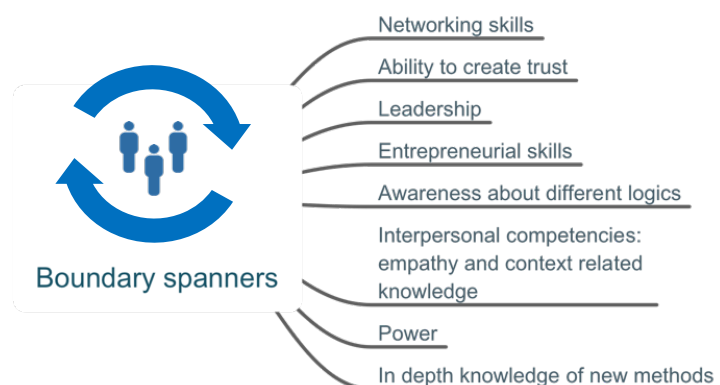 Networking skills
Ability to create trust
Leadership
Entrepreneurial skills
Awareness about different logics
Interpersonal competencies:
empathy and context related
knowledge
Power
In depth knowledge of new methods
Boundary spanners